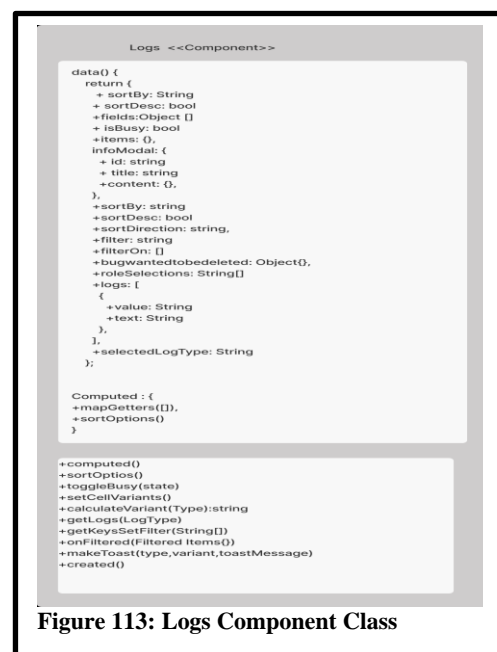 Logs <<Component>>
data() {
return {
+ sortBy: String
+ sortDesc: bool
+fields:Object []
+ isBusy: bool
+items: {},
infoModal: {
+ id: string
+ title: string
+content: {},
},
+sortBy: string
+sortDesc: bool
+sortDirection: string,
+filter: string
+filterOn: []
+bugwantedtobedeleted: Object{},
+roleSelections: String[]
+logs: [
{
+value: String
+text: String
},
],
+selectedLogType: String
};
Computed : {
+mapGetters([]),
+sortOptions()
}
+computed()
+sortOptios()
+toggleBusy(state)
+setCellVariants()
+calculateVariant(Type):string
+getLogs(LogType)
+getKeysSetFilter(String[])
+onFiltered(Filtered Items{})
+makeToast(type,variant,toastMessage)
+created()
Figure 113: Logs Component Class